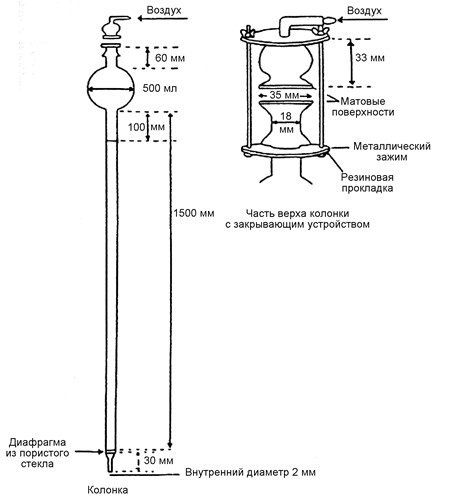 Воздух
60 мм
500 мл
100 мм
1500 мм
Диафрагма
из пористого
стекла
30 мм
Внутренний диаметр 2 мм
Колонка
Воздух
33 мм
35 мм
18
мм
Матовые
поверхности
Металлический
зажим
Резиновая
прокладка
Часть верха колонки
с закрывающим устройством